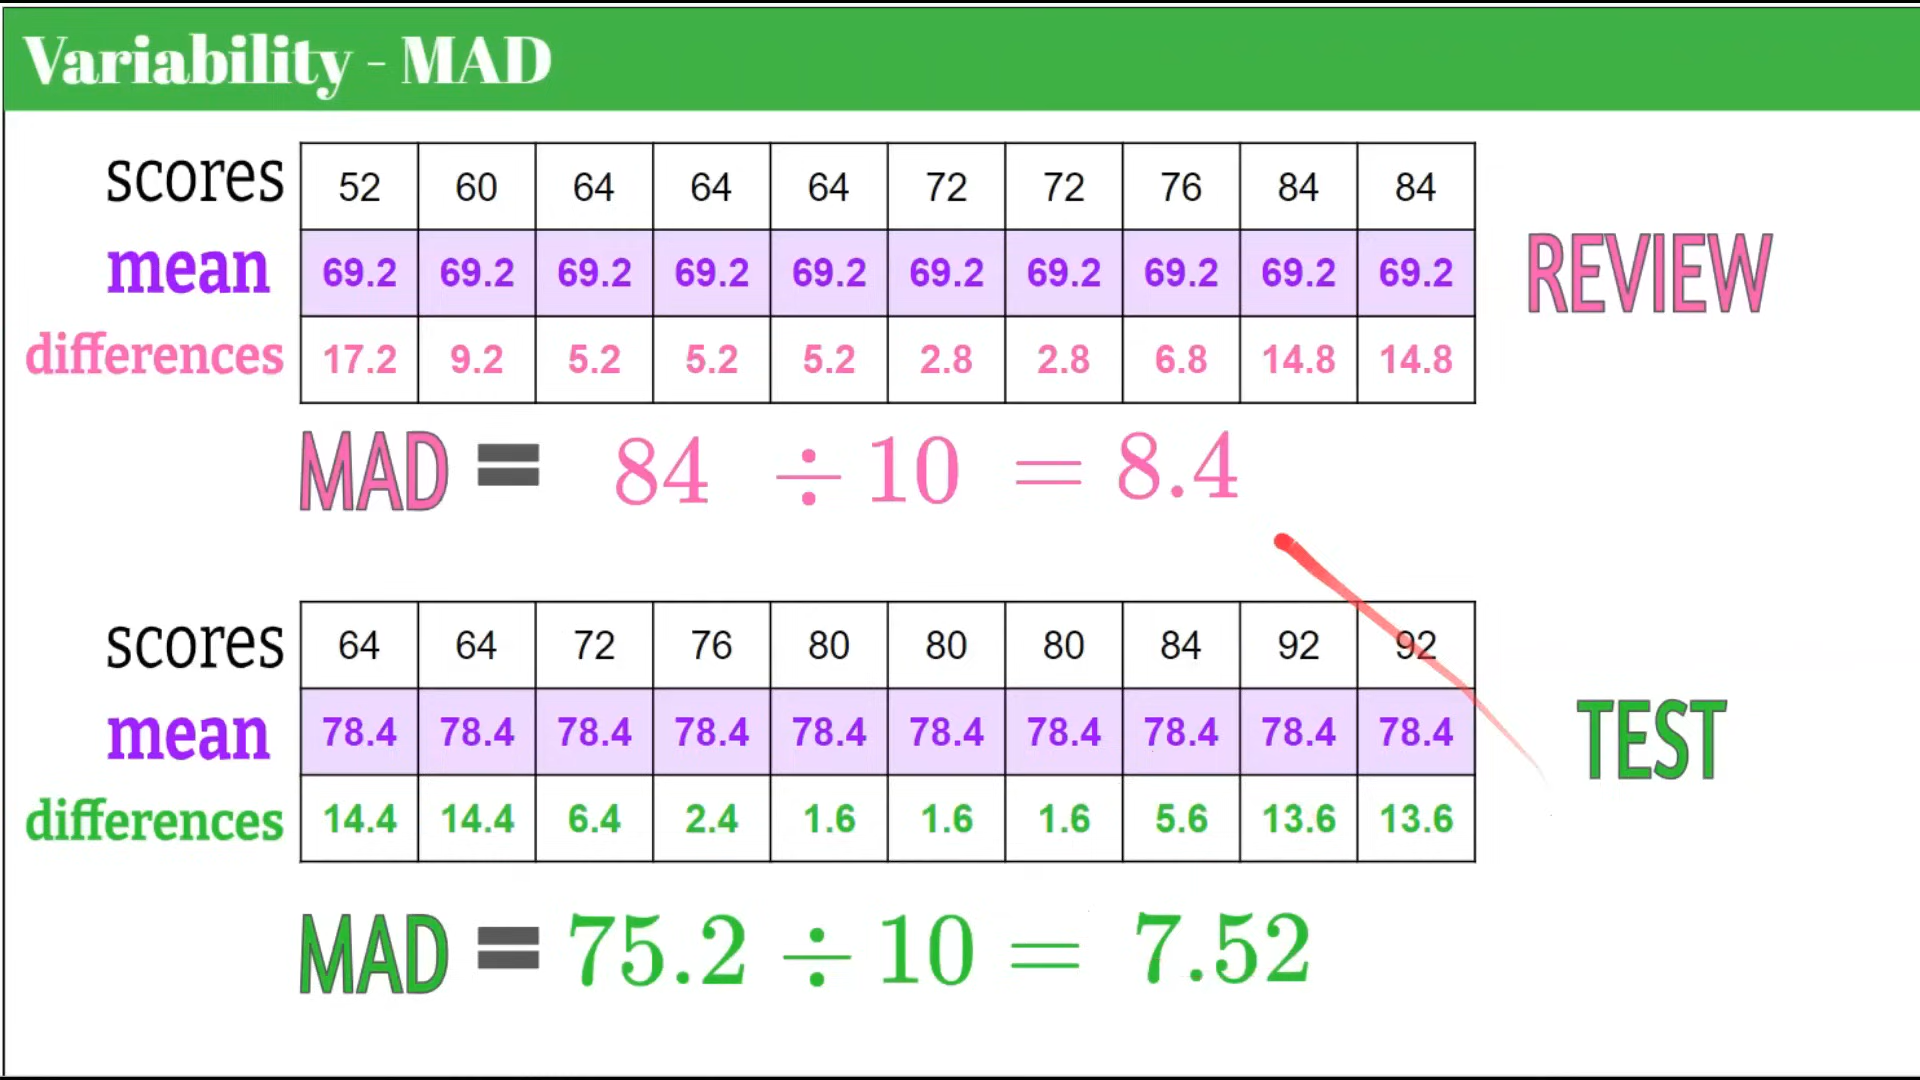 Variability - MAD
scores 52 60 64 64 64 72 72 76 84 84
mean 69.2 69.2 69.2 69.2 69.2 69.2 69.2 69.2 69.2 69.2
REVIEW
differences 17.2 9.2 5.2 5.2 5.2 2.8 2.8 6.8 14.8 14.8
MAD = 84 ÷ 10 = 8.4
scores 64 64 72 76 80 80 80 84 92 92
mean 78.4 78.4 78.4 78.4 78.4 78.4 78.4 78.4 78.4 78.4
TEST
differences 14.4 14.4 6.4 2.4 1.6 1.6 1.6 5.6 13.6 13.6
MAD = 75.2 ÷ 10 = 7.52